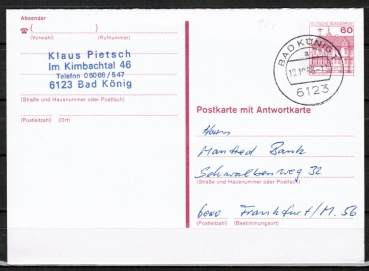 Absender
(Vorwahl) (Rufnummer)
Klaus Pietsch
Im Kimbachtal 46
Telefon 05066/547
6123 Bad König
(Straße und Hausnummer oder Postfach)
(Postleitzahl) (Ort)
DEUTSCHE BUNDESPOST
60
BAD KÖNIG
a
6123
Postkarte mit Antwortkarte
Herrn
Manfred Bank
Schwalbenweg 32
(Straße und Hausnummer oder Postfach)
6000 Frankfurt/M. 56
(Postleitzahl) (Bestimmungsort)